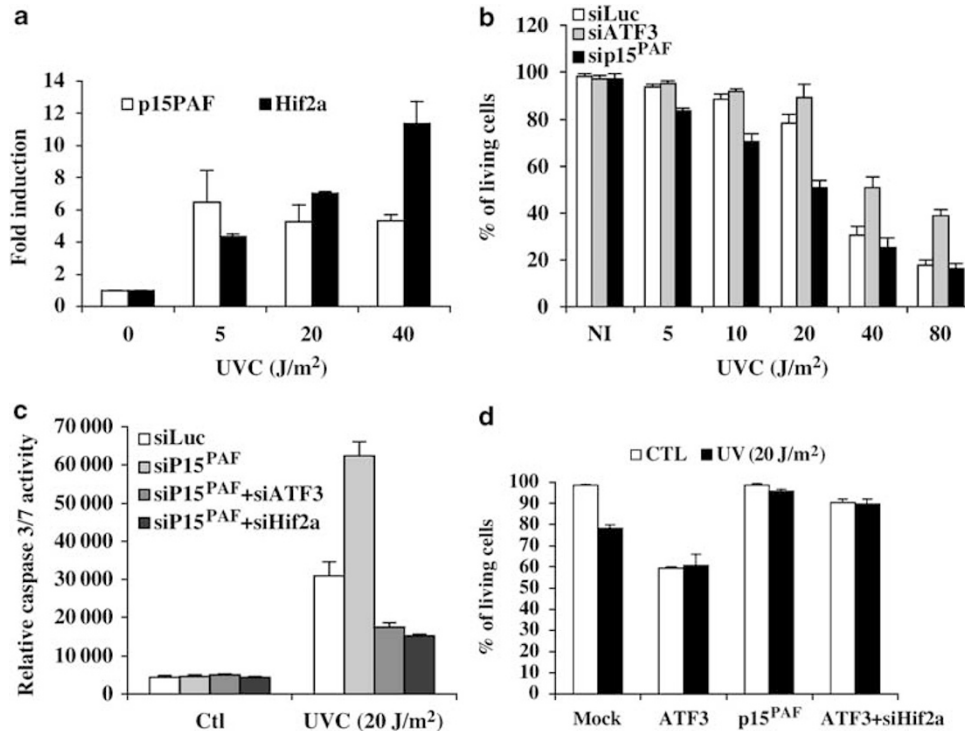 a
p15PAF Hif2a
Fold induction
14
12
10
8
6
4
2
0
0 5 20 40
UVC (J/m²)
b
siLuc
siATF3
sip15ᴾᴬꟳ
% of living cells
120
100
80
60
40
20
0
NI 5 10 20 40 80
UVC (J/m²)
c
siLuc
siP15ᴾᴬꟳ
siP15ᴾᴬꟳ+siATF3
siP15ᴾᴬꟳ+siHif2a
Relative caspase 3/7 activity
70 000
60 000
50 000
40 000
30 000
20 000
10 000
0
Ctl UVC (20 J/m²)
d
CTL UV (20 J/m²)
% of living cells
100
90
80
70
60
50
40
30
20
10
0
Mock ATF3 p15ᴾᴬꟳ ATF3+siHif2a